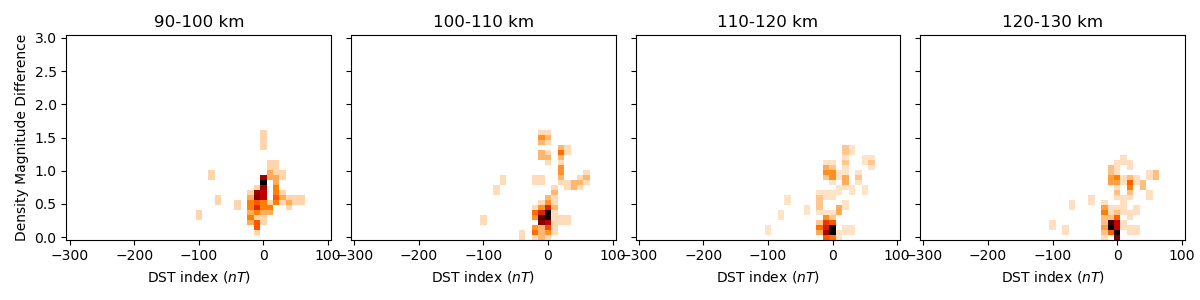 90-100 km
100-110 km
110-120 km
120-130 km
Density Magnitude Difference
3.0
2.5
2.0
1.5
1.0
0.5
0.0
−300 −200 −100 0 100
−300 −200 −100 0 100
−300 −200 −100 0 100
−300 −200 −100 0 100
DST index (nT)
DST index (nT)
DST index (nT)
DST index (nT)